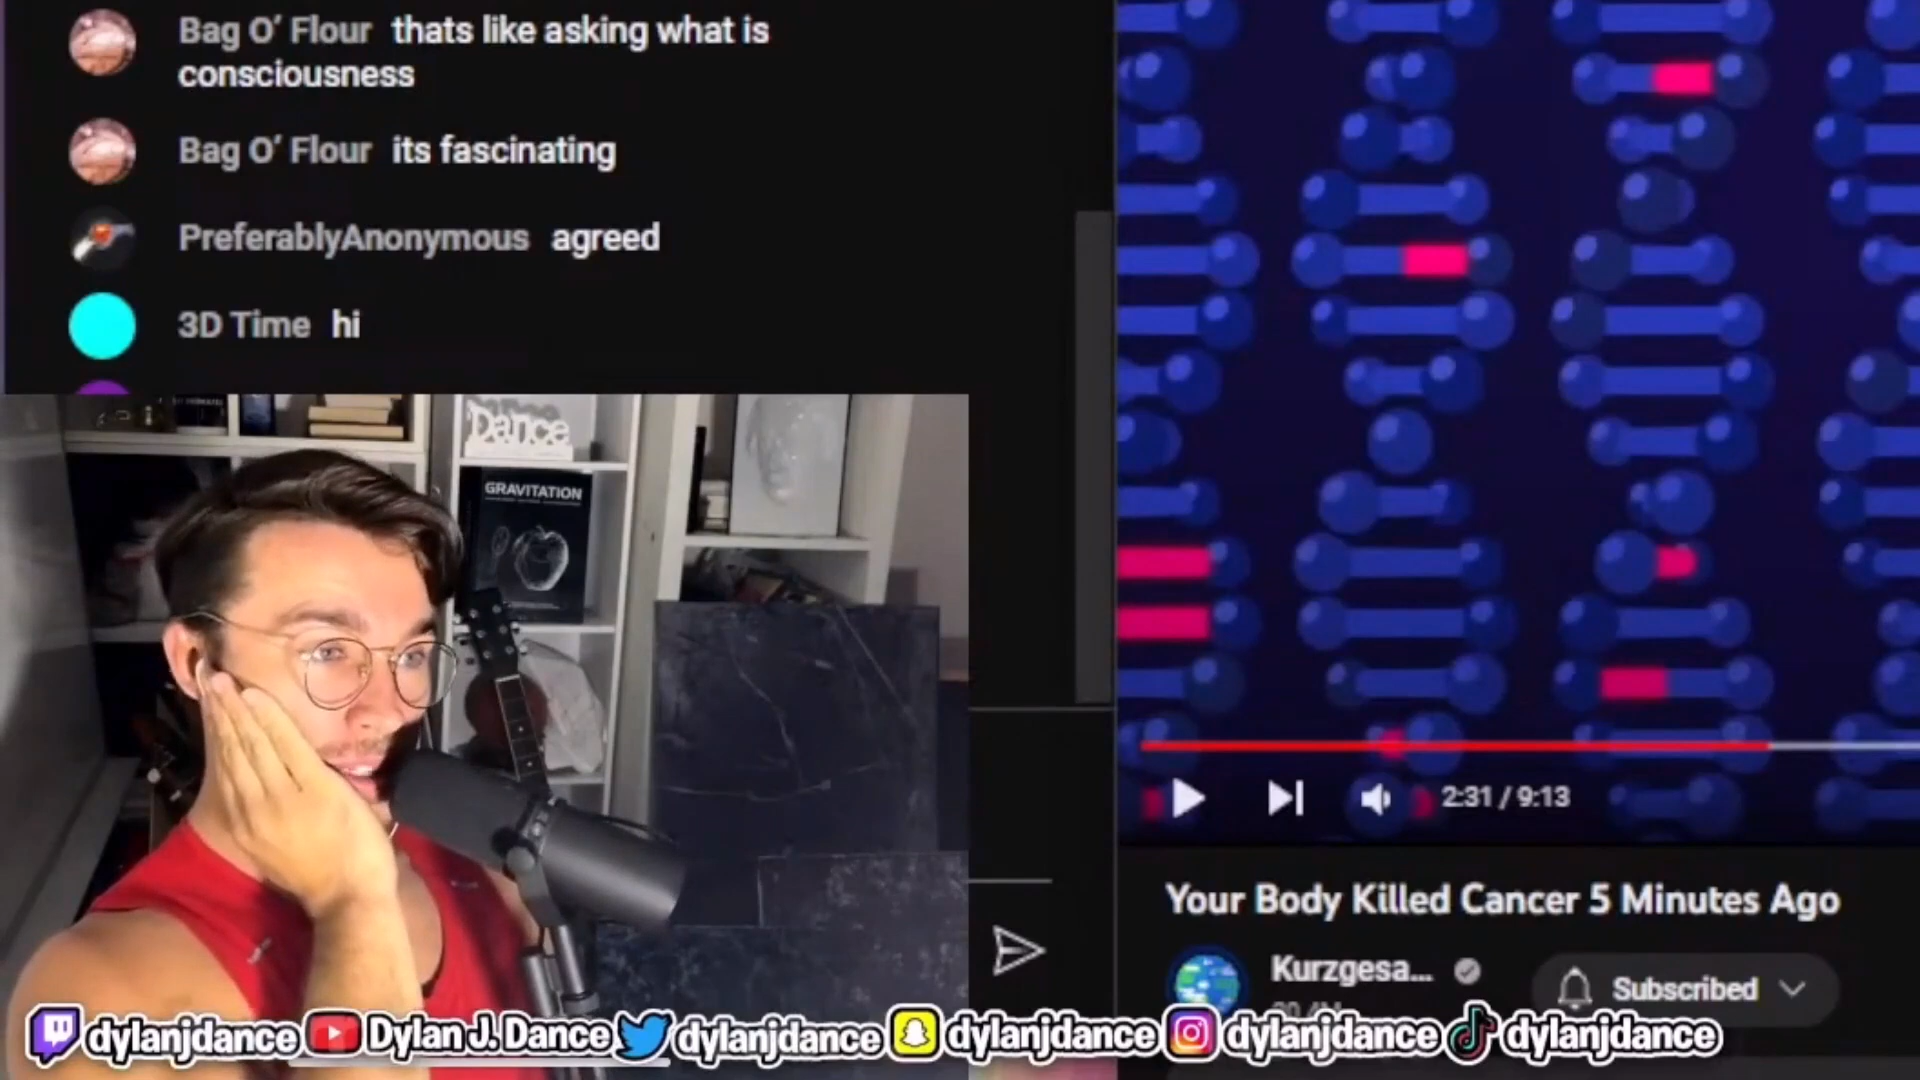 Bag O' Flour thats like asking what is
consciousness
Bag O' Flour its fascinating
PreferablyAnonymous agreed
3D Time hi
Dance
GRAVITATION
2:31 / 9:13
Your Body Killed Cancer 5 Minutes Ago
Kurzgesa...
Subscribed
dylanjdance Dylan J. Dance dylanjdance dylanjdance dylanjdance dylanjdance